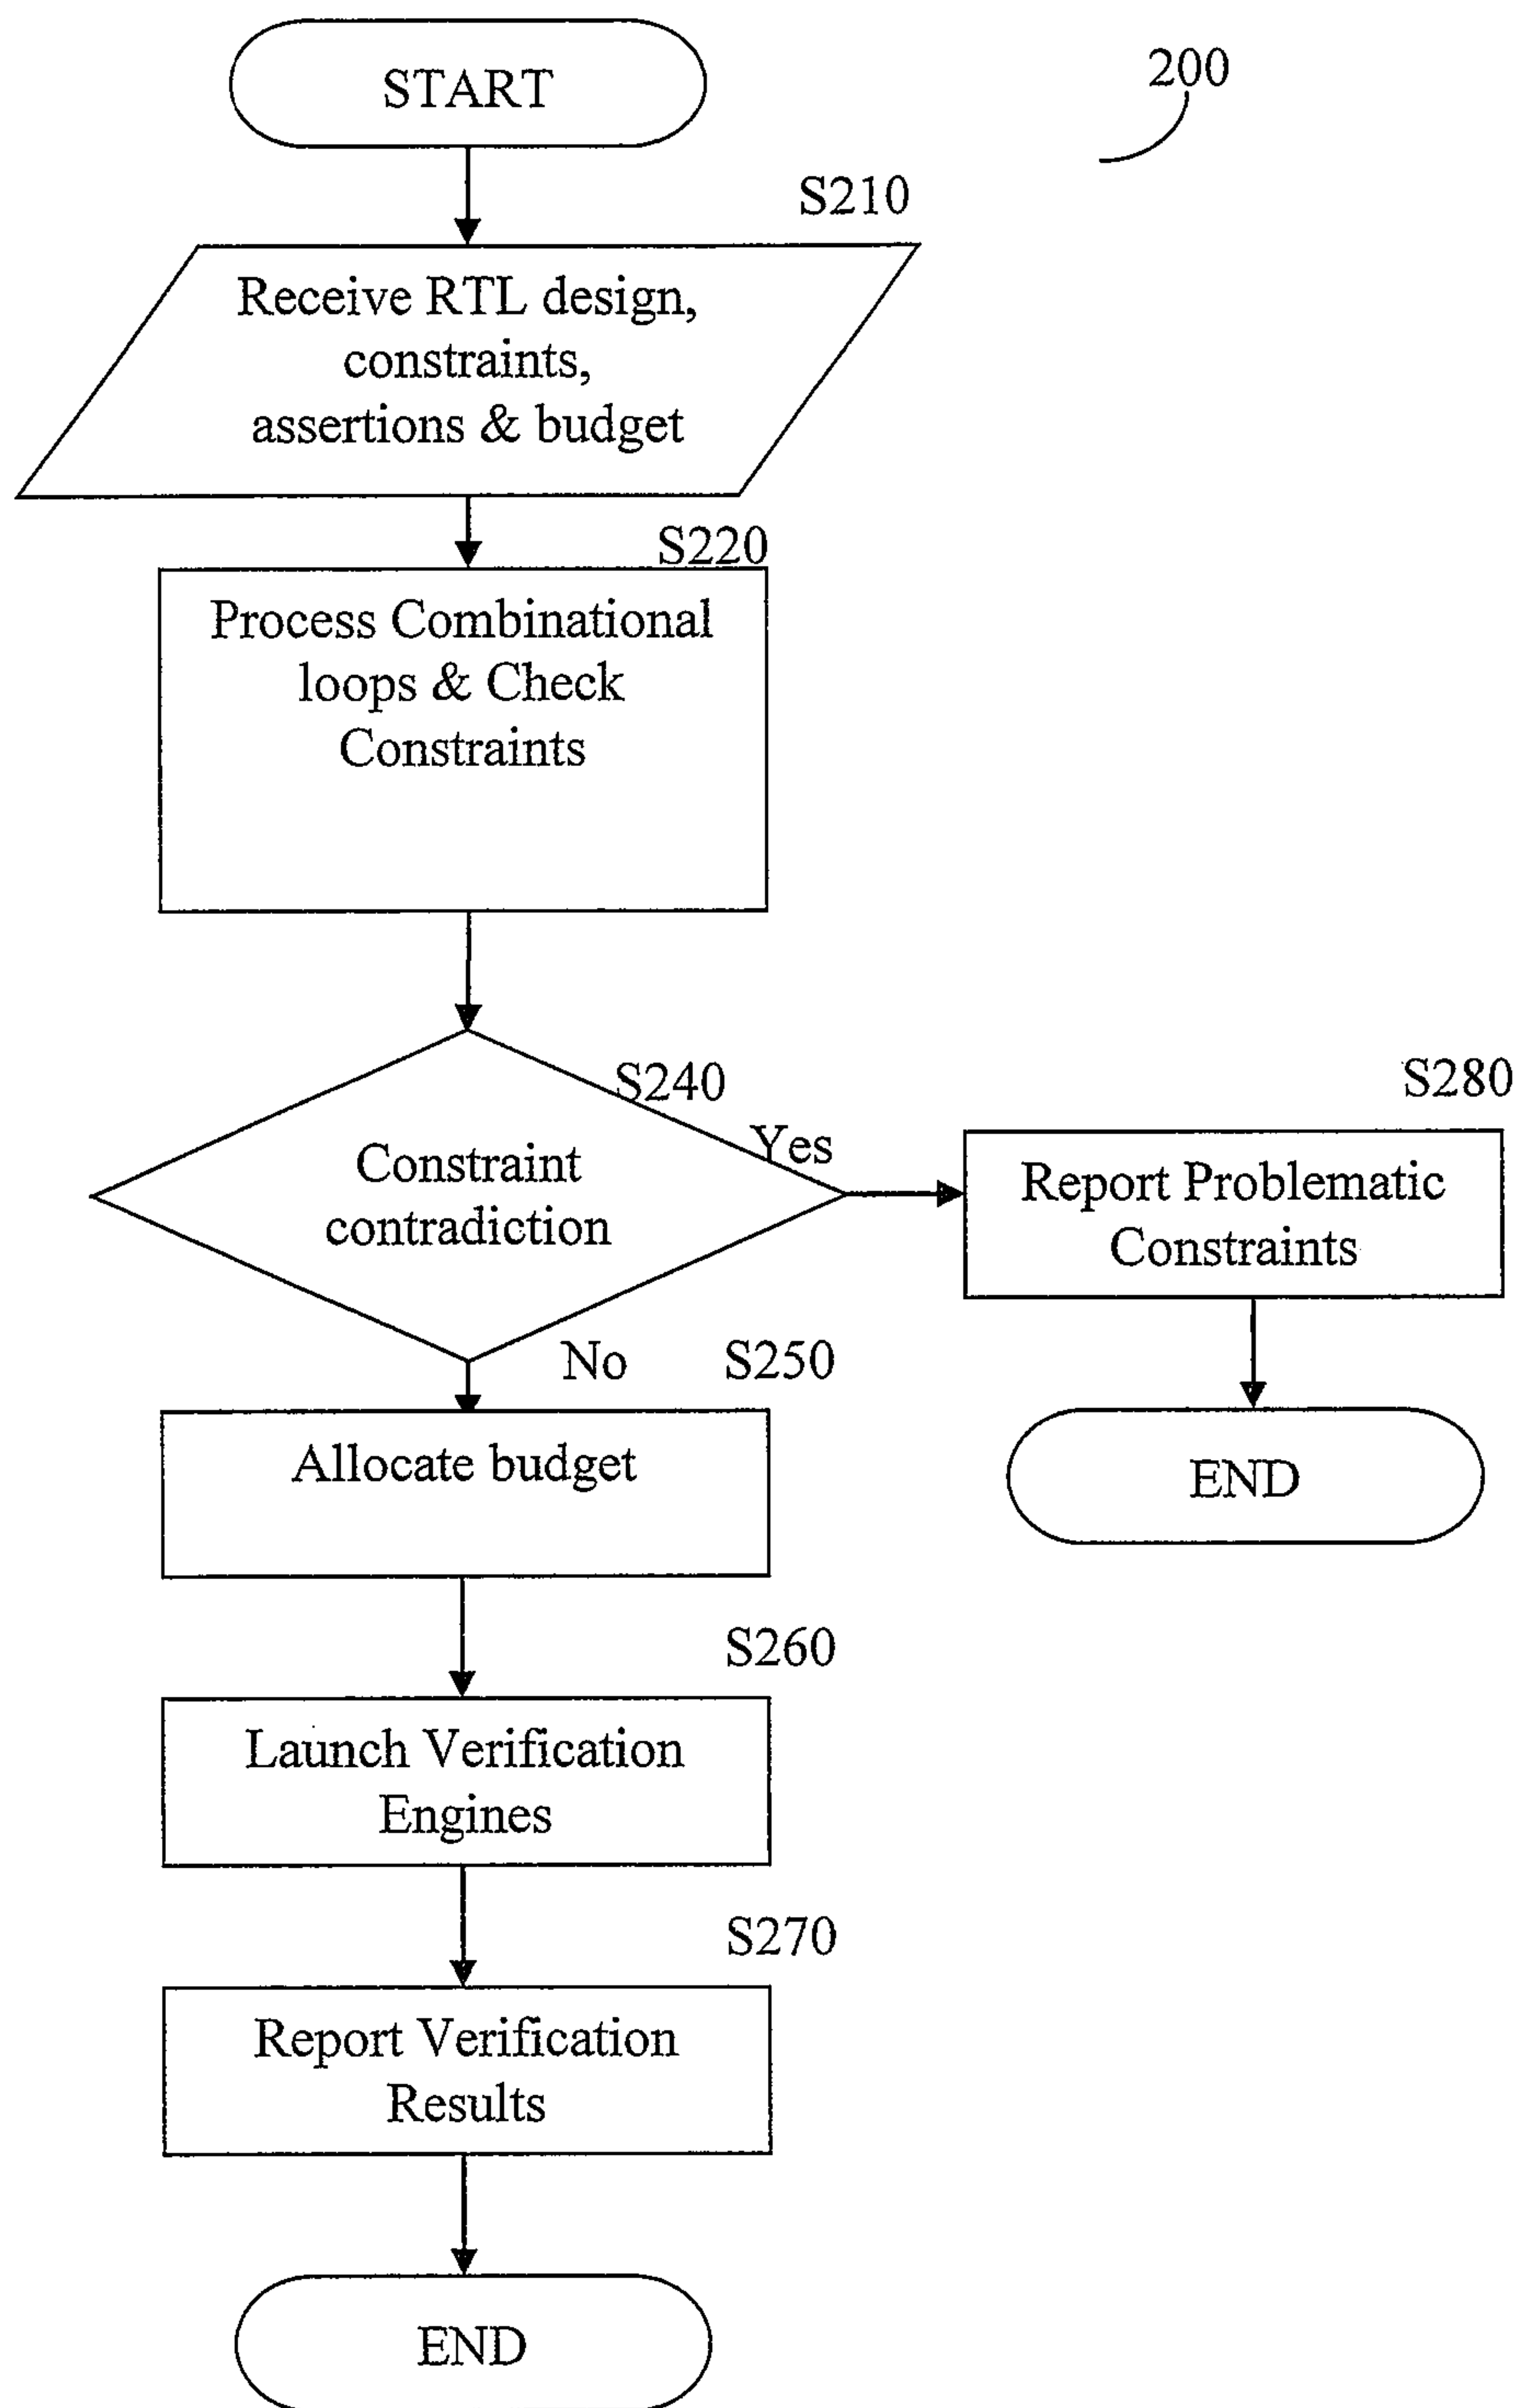 START
200
S210
Receive RTL design,
constraints,
assertions & budget
S220
Process Combinational
loops & Check
Constraints
S240
Yes
Constraint
contradiction
S280
Report Problematic
Constraints
No
S250
Allocate budget
END
S260
Launch Verification
Engines
S270
Report Verification
Results
END